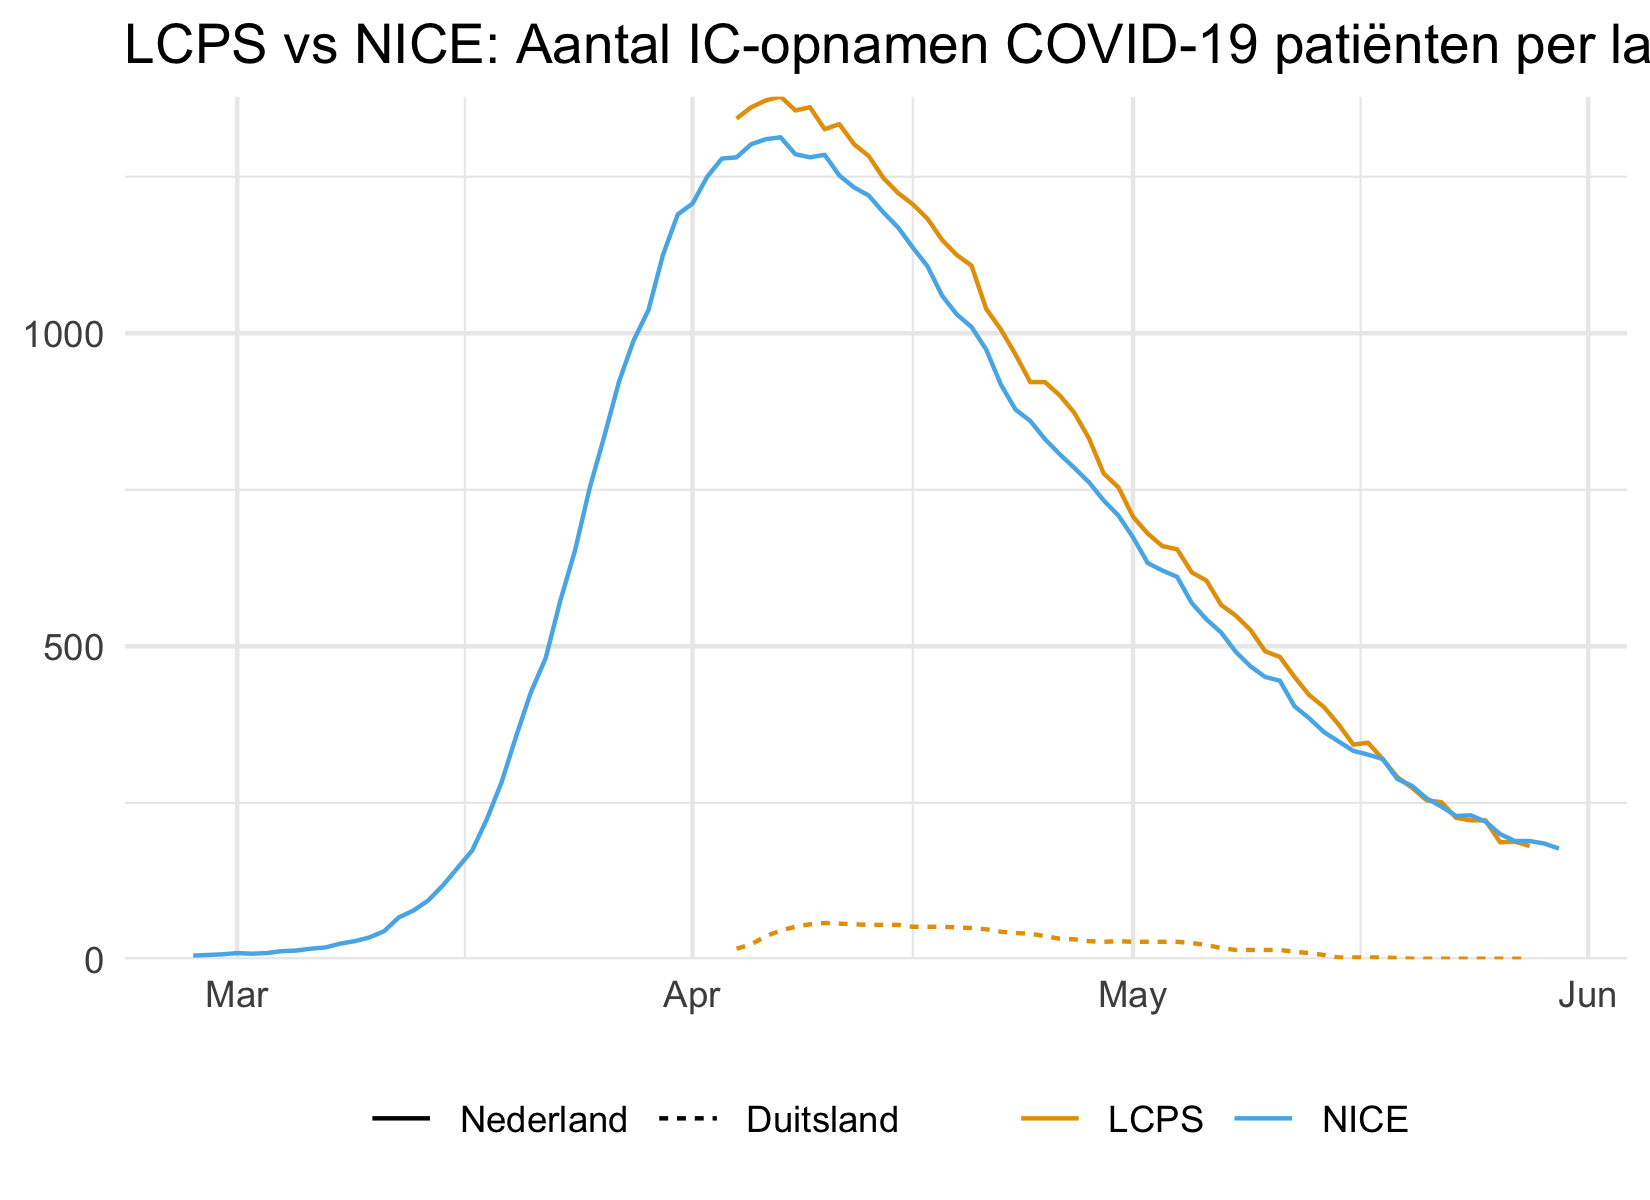 LCPS vs NICE: Aantal IC-opnamen COVID-19 patiënten per la
1000
500
0
Mar Apr May Jun
Nederland Duitsland LCPS NICE